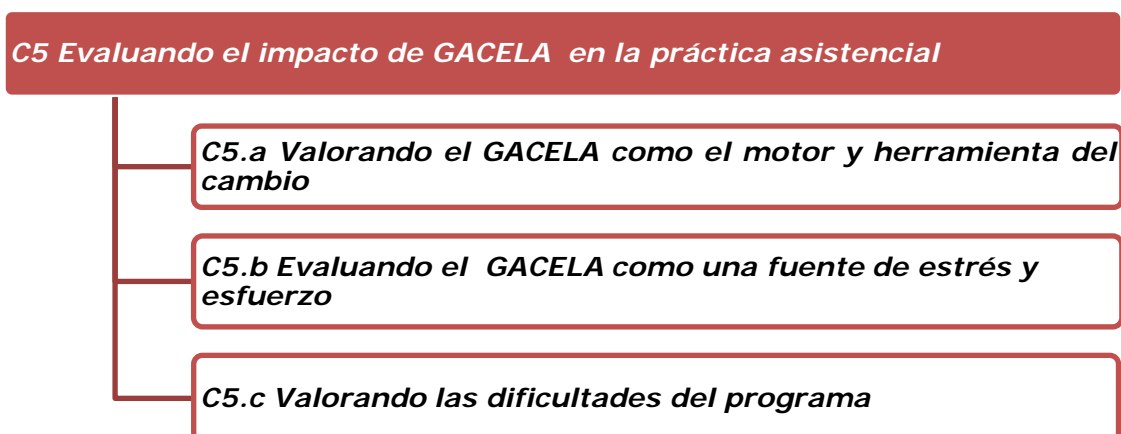 C5 Evaluando el impacto de GACELA en la práctica asistencial
C5.a Valorando el GACELA como el motor y herramienta del
cambio
C5.b Evaluando el GACELA como una fuente de estrés y
esfuerzo
C5.c Valorando las dificultades del programa